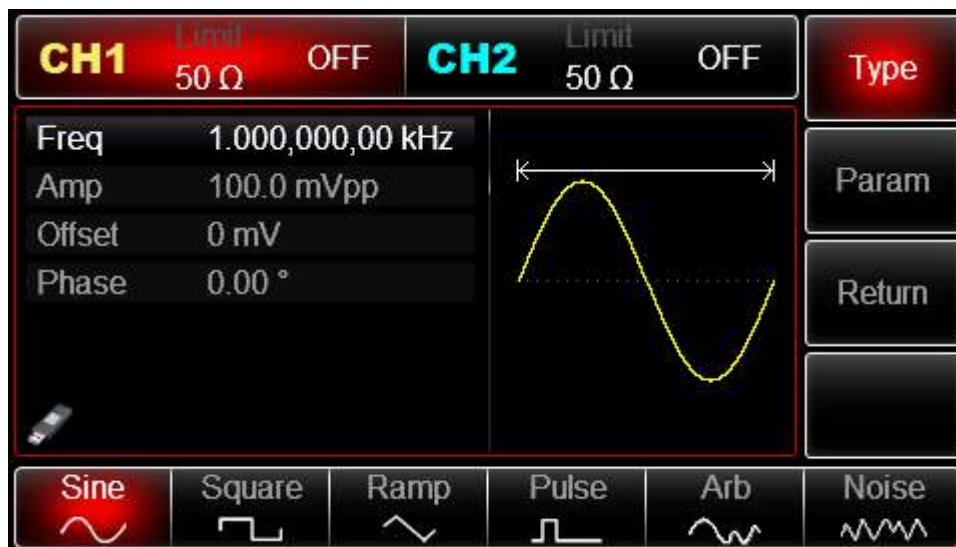 CH1 Limit 50 Ω OFF
CH2 Limit 50 Ω OFF
Type
Freq 1.000,000,00 kHz
Amp 100.0 mVpp
Offset 0 mV
Phase 0.00 °
Param
Return
Sine Square Ramp Pulse Arb Noise